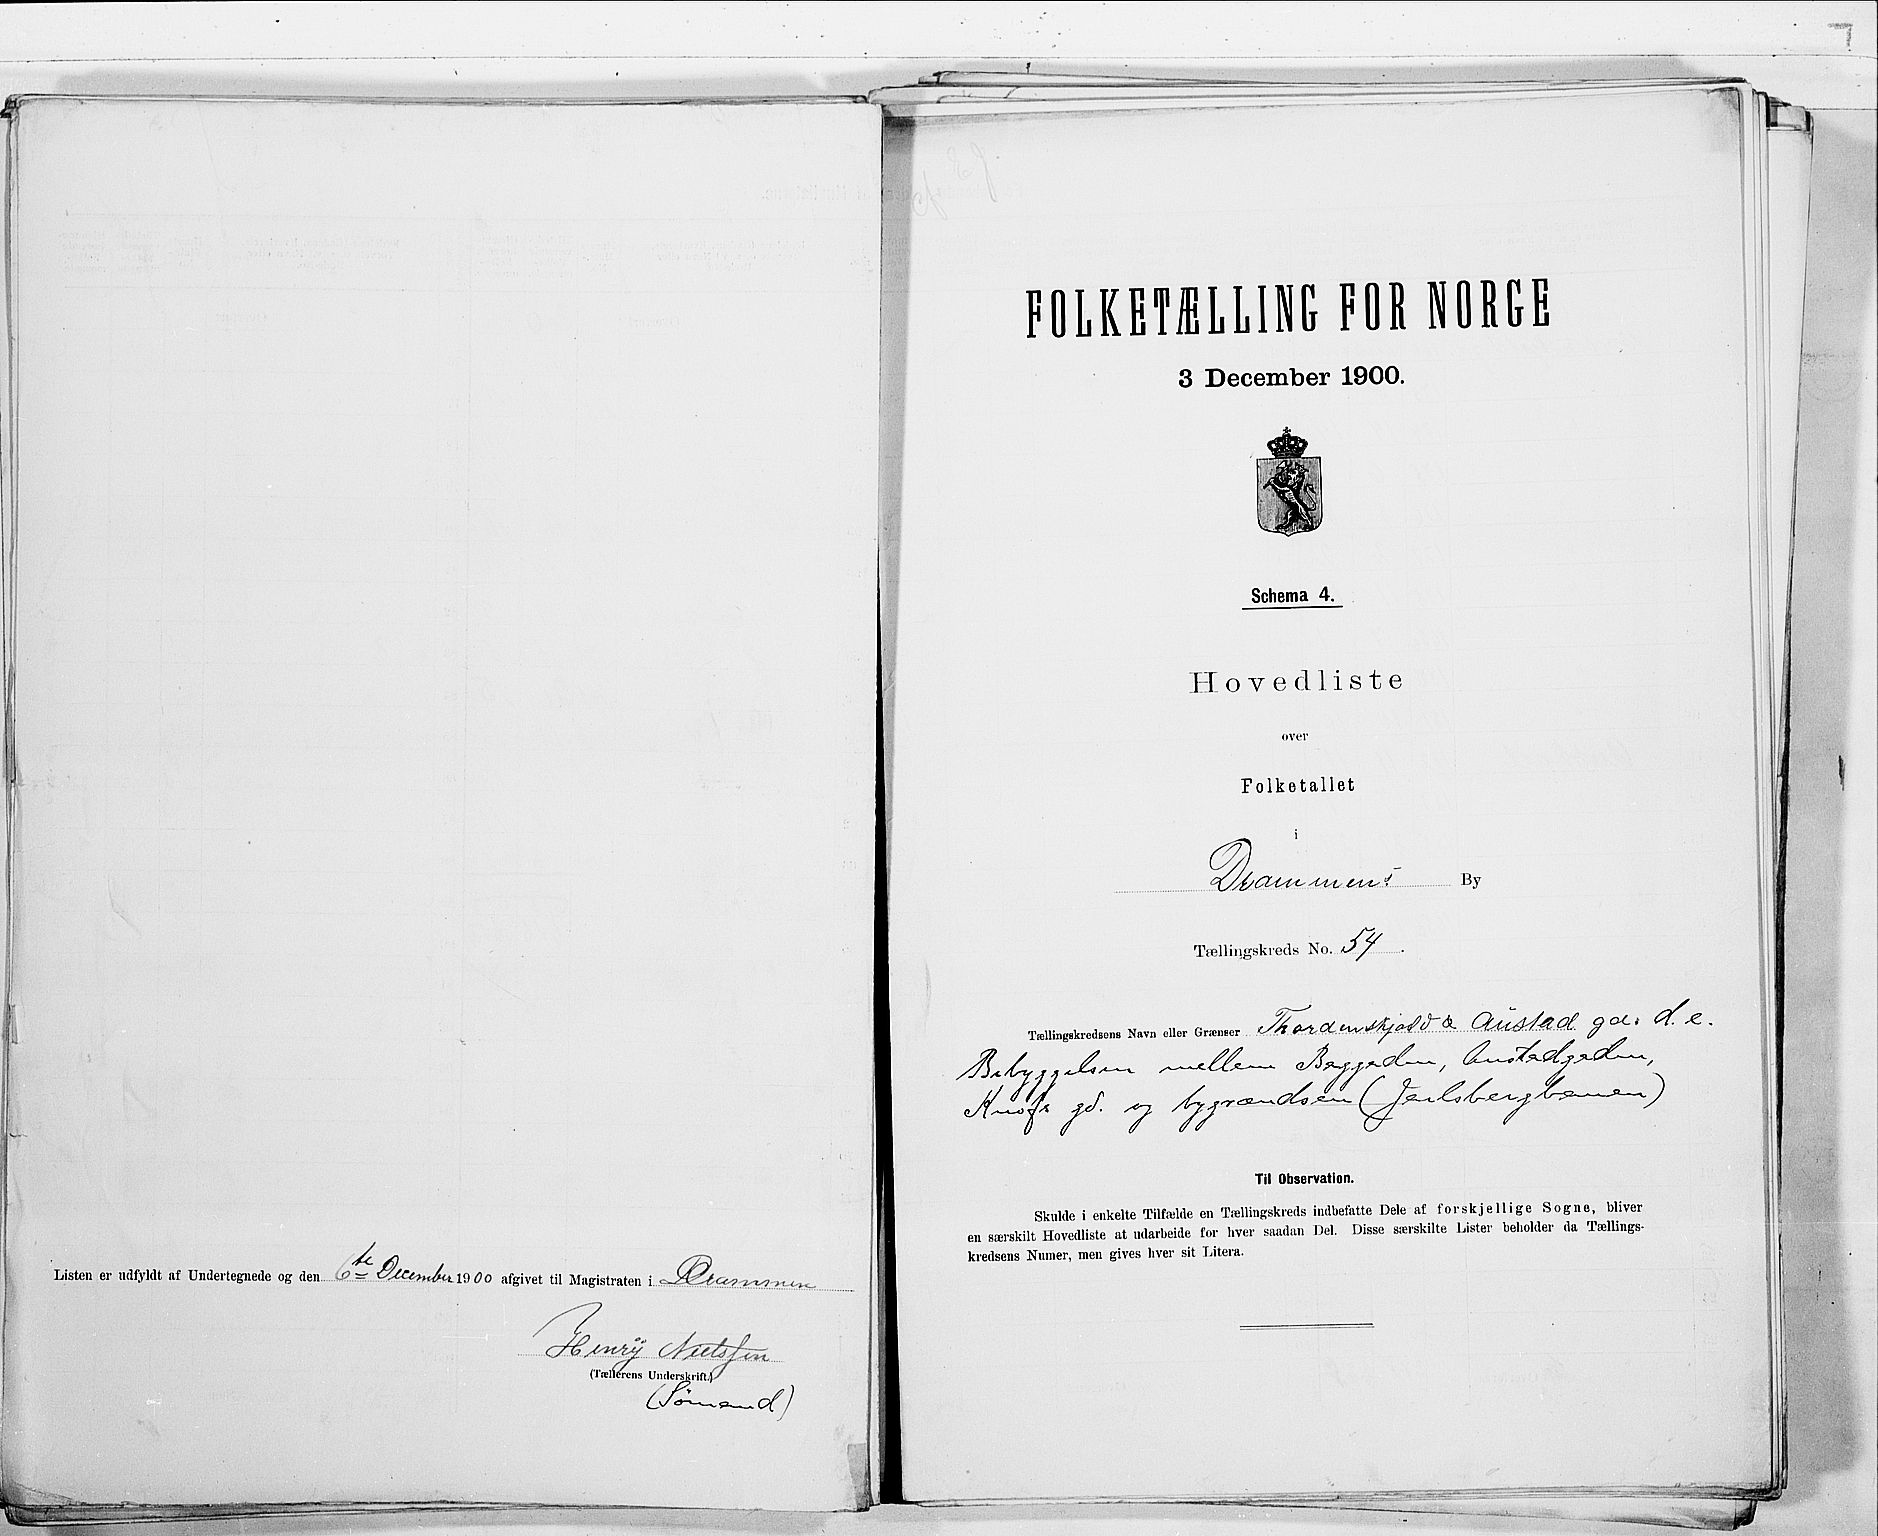 Listen er udfyldt af Undertegnede og den 6te December 1900 afgivet til Magistraten i Drammen
Henry Nielssen
(Tællerens Underskrift.)
(Sømand)
FOLKETÆLLING FOR NORGE
3 December 1900.
Schema 4.
Hovedliste
over
Folketallet
i
Drammens By
Tællingskreds No. 54.
Tællingskredsens Navn eller Grænser Thordenskjold & Austad gd. d. e.
Bebyggelsen mellem Baggaden, Austadgaden,
Knofs gd. og bygrændsen (Jarlsbergbanen)
Til Observation.
Skulde i enkelte Tilfælde en Tællingskreds indbefatte Dele af forskjellige Sogne, bliver
en særskilt Hovedliste at udarbeide for hver saadan Del. Disse særskilte Lister beholder da Tællings-
kredsens Numer, men gives hver sit Litera.